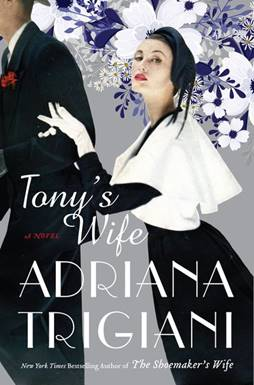 Tony's
A NOVEL
Wife
ADRIANA
TRIGIANI
New York Times Bestselling Author of The Shoemaker's Wife